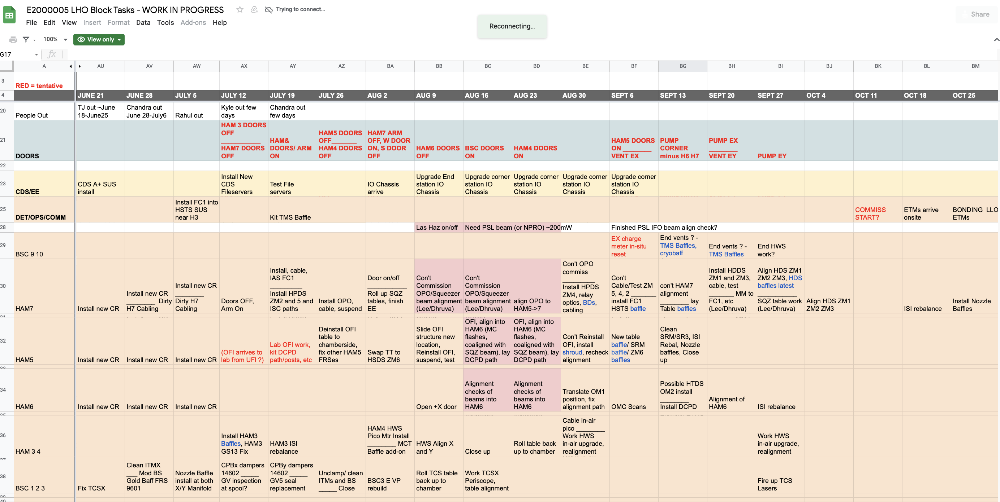 E2000005 LHO Block Tasks - WORK IN PROGRESS
Trying to connect...
File Edit View Insert Format Data Tools Add-ons Help
Reconnecting...
Share
100%
View only
G17
fx
A AU AV AW AX AY AZ BA BB BC BD BE BF BG BH BI BJ BK BL BM
3
RED = tentative
4
JUNE 21
JUNE 28
JULY 5
JULY 12
JULY 19
JULY 26
AUG 2
AUG 9
AUG 16
AUG 23
AUG 30
SEPT 6
SEPT 13
SEPT 20
SEPT 27
OCT 4
OCT 11
OCT 18
OCT 25
20
People Out
TJ out ~June
18-June25
Chandra out
June 28-July6
Rahul out
Kyle out few
days
Chandra out
few days
21
DOORS
HAM 3 DOORS
OFF
___________
HAM7 DOORS
OFF
HAM&
DOORS/ ARM
ON
HAM5 DOORS
OFF_______
HAM4 DOORS
OFF
HAM7 ARM
OFF, W DOOR
ON, S DOOR
OFF
HAM6 DOORS
OFF
BSC DOORS
ON
HAM4 DOORS
ON
HAM5 DOORS
ON ________
VENT EX
PUMP
CORNER
minus H6 H7
PUMP EX
________
VENT EY
PUMP EY
22
23
CDS/EE
CDS A+ SUS
install
Install New
CDS
Fileservers
Test File
servers
IO Chassis
arrive
Upgrade End
station IO
Chassis
Upgrade corner
station IO
Chassis
Upgrade corner
station IO
Chassis
Upgrade corner
station IO
Chassis
Upgrade corner
station IO
Chassis
25
DET/OPS/COMM
Install FC1 into
HSTS SUS
near H3
Kit TMS Baffle
COMMISS
START?
ETMs arrive
onsite
BONDING LLO
ETMs
28
Las Haz on/off
Need PSL beam (or NPRO) ~200mW
Finished PSL IFO beam align check?
29
BSC 9 10
EX charge
meter in-situ
reset
End vents ? -
TMS Baffles,
cryobaff
End vents ? -
TMS Baffles
End HWS
work?
30
HAM7
Install new CR
Install new CR
________ Dirty
H7 Cabling
Install new CR
________
Dirty H7
Cabling
Doors OFF,
Arm On
Install, cable,
IAS FC1
_________
Install HPDS
ZM2 and 5 and
ISC paths
Install OPO,
cable, suspend
Door on/off
___________
Roll up SQZ
tables, finish
EE
Con't
Commission
OPO/Squeezer
beam alignment
(Lee/Dhruva)
Con't
Commission
OPO/Squeezer
beam alignment
(Lee/Dhruva)
align OPO to
HAM5->7
Con't OPO
commiss
_________
Install HPDS
ZM4, relay
optics, BDs,
cabling
Con't
Cable/Test ZM
5, 4, 2 _______
install FC1
HSTS baffle
con't HAM7
alignment
________ lay
Table baffles
Install HDDS
ZM1 and ZM3,
cable, test
_______ MM to
FC1, etc
(Lee/Dhruva)
Align HDS ZM1
ZM2 ZM3, HDS
baffles latest
___________
SQZ table work
(Lee/Dhruva)
Align HDS ZM1
ZM2 ZM3
ISI rebalance
Install Nozzle
Baffles
31
32
HAM5
Install new CR
Install new CR
Install new CR
(OFI arrives to
lab from UFI ?)
Lab OFI work,
kit DCPD
path/posts, etc
Deinstall OFI
table to
chamberside,
fix other HAM5
FRSes
Swap TT to
HSDS ZM6
Slide OFI
structure new
location,
Reinstall OFI,
suspend, test
OFI, align into
HAM6 (MC
flashes,
coaligned with
SQZ beam), lay
DCPD path
OFI, align into
HAM6 (MC
flashes,
coaligned with
SQZ beam), lay
DCPD path
Con't Reinstall
OFI, install
shroud, recheck
alignment
New table
baffle/ SRM
baffle/ ZM6
baffles
Clean
SRM/SR3, ISI
Rebal, Nozzle
baffles, Close
up
33
34
HAM6
Install new CR
Install new CR
Install new CR
Open +X door
Alignment
checks of
beams into
HAM6
Alignment
checks of
beams into
HAM6
Translate OM1
position, fix
alignment path
OMC Scans
Possible HTDS
OM2 install
________
Install DCPD
Alignment of
HAM6
ISI rebalance
35
36
HAM 3 4
Install HAM3
Baffles, HAM3
GS13 Fix
HAM3 ISI
rebalance
HAM4 HWS
Pico Mtr Install
________ MCT
Baffle add-on
HWS Align X
and Y
Close up
Roll table back
up to chamber
Cable in-air
pico ________
Work HWS
in-air upgrade,
realignment
Work HWS
in-air upgrade,
realignment
37
38
BSC 1 2 3
Fix TCSX
Clean ITMX
___ Mod BS
Gold Baff FRS
9601
Nozzle Baffle
install at both
X/Y Manifold
CPBx dampers
14602 _____
GV inspection
at spool?
CPBy dampers
14602 _____
GV5 seal
replacement
Unclamp/ clean
ITMs and BS
_____ Close
BSC3 E VP
rebuild
Roll TCS table
back up to
chamber
Work TCSX
Periscope,
table alignment
Fire up TCS
Lasers
39
40